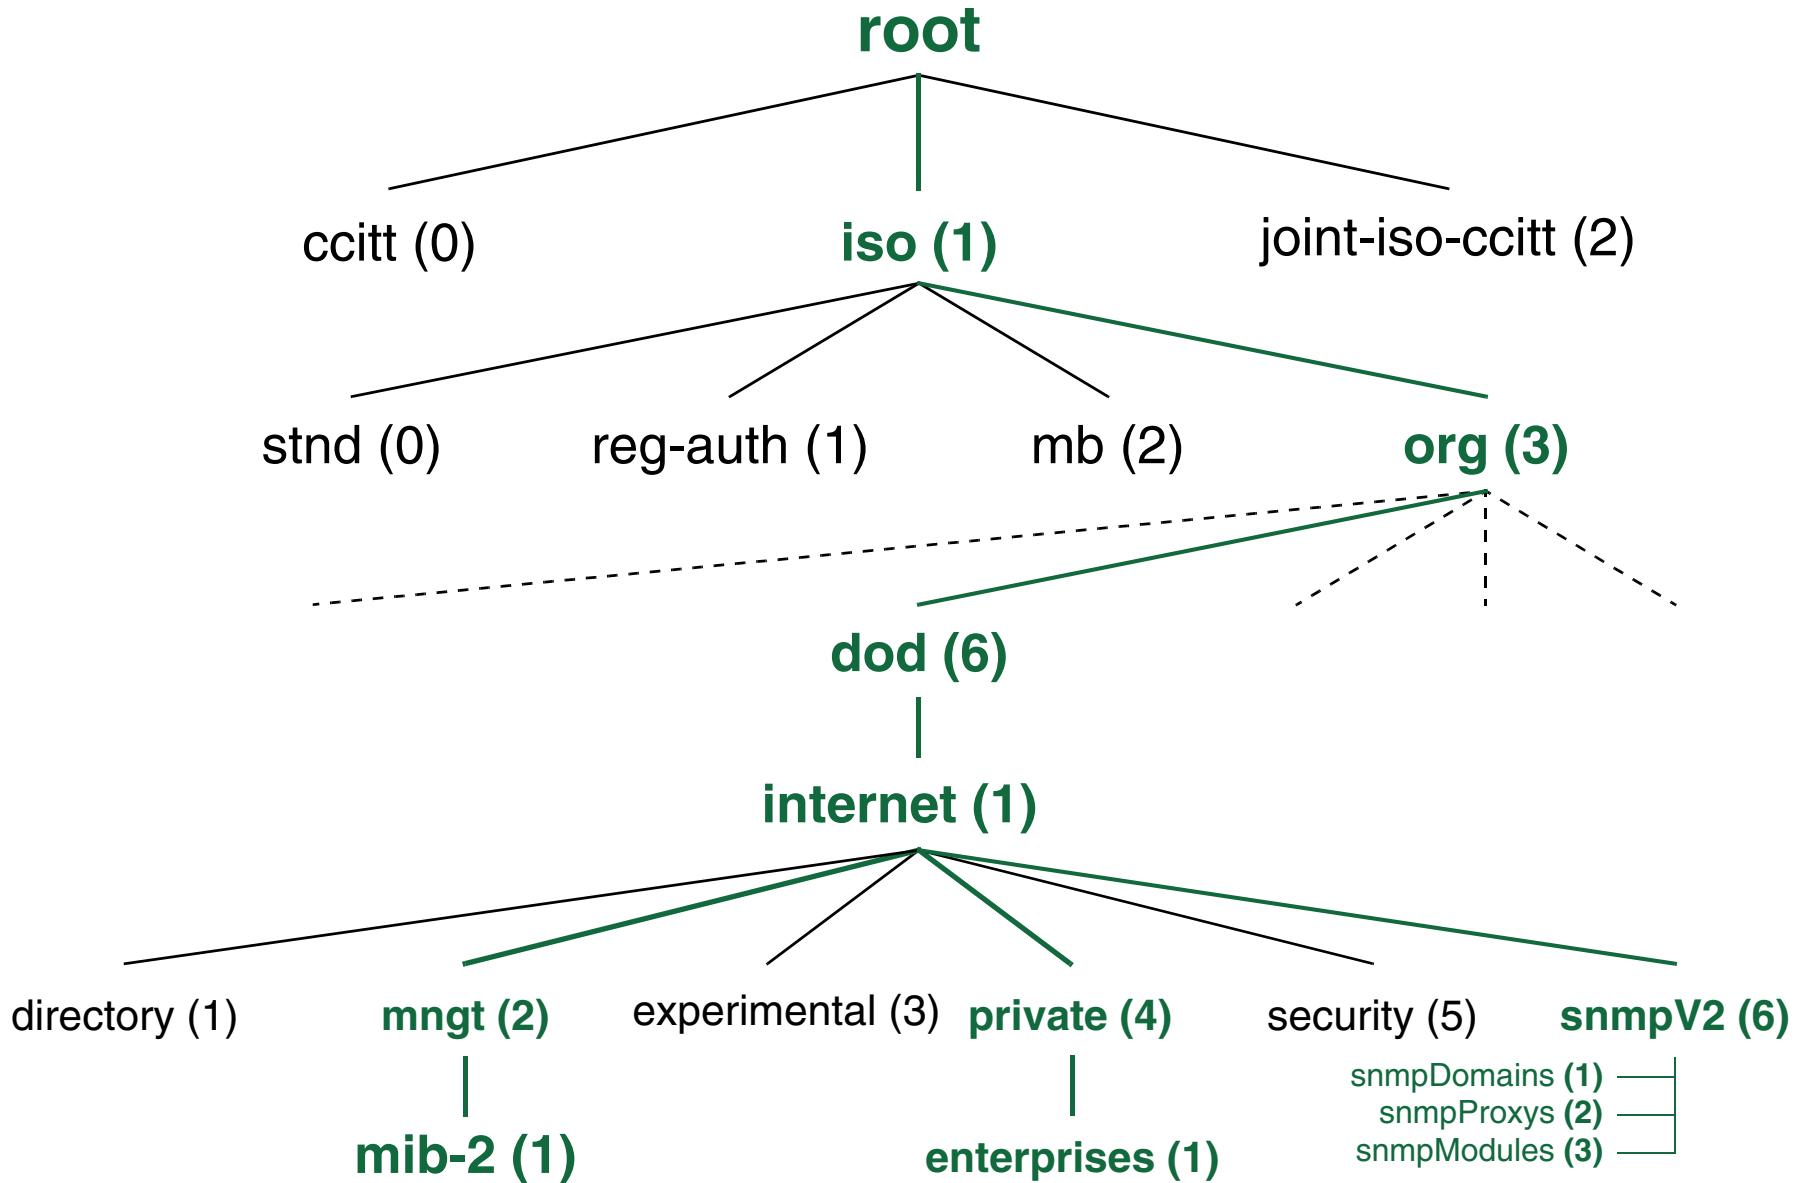 root
ccitt (0)
iso (1)
joint-iso-ccitt (2)
stnd (0)
reg-auth (1)
mb (2)
org (3)
dod (6)
internet (1)
directory (1)
mngt (2)
experimental (3)
private (4)
security (5)
snmpV2 (6)
snmpDomains (1)
snmpProxys (2)
snmpModules (3)
mib-2 (1)
enterprises (1)